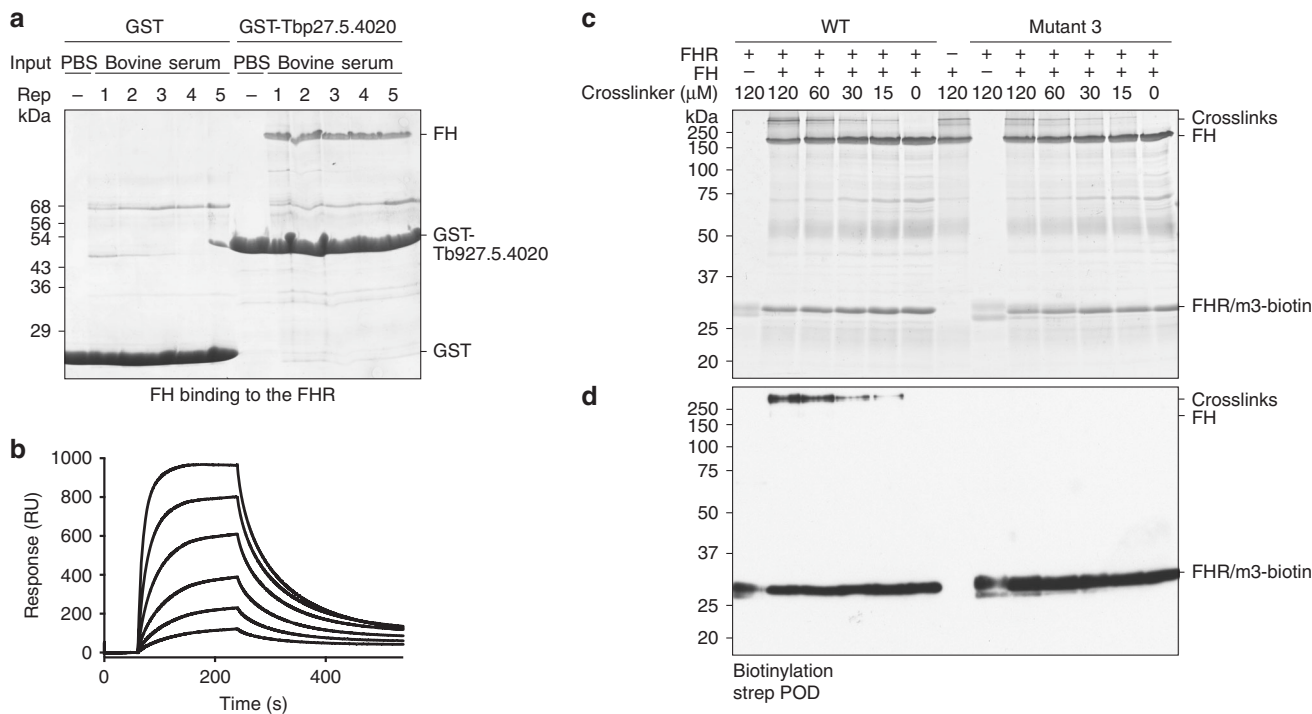 a
GST GST-Tbp27.5.4020
Input PBS Bovine serum PBS Bovine serum
Rep – 1 2 3 4 5 – 1 2 3 4 5
kDa
FH
68
56
54
GST-
Tb927.5.4020
43
36
29
GST
FH binding to the FHR
b
1000
800
600
400
200
0
Response (RU)
0 200 400
Time (s)
c
WT Mutant 3
FHR + + + + + + – + + + + + +
FH – + + + + + + – + + + + +
Crosslinker (µM) 120 120 60 30 15 0 120 120 120 60 30 15 0
kDa
Crosslinks
250
FH
150
100
75
50
37
FHR/m3-biotin
25
20
d
Crosslinks
250
FH
150
100
75
50
37
FHR/m3-biotin
25
20
Biotinylation
strep POD